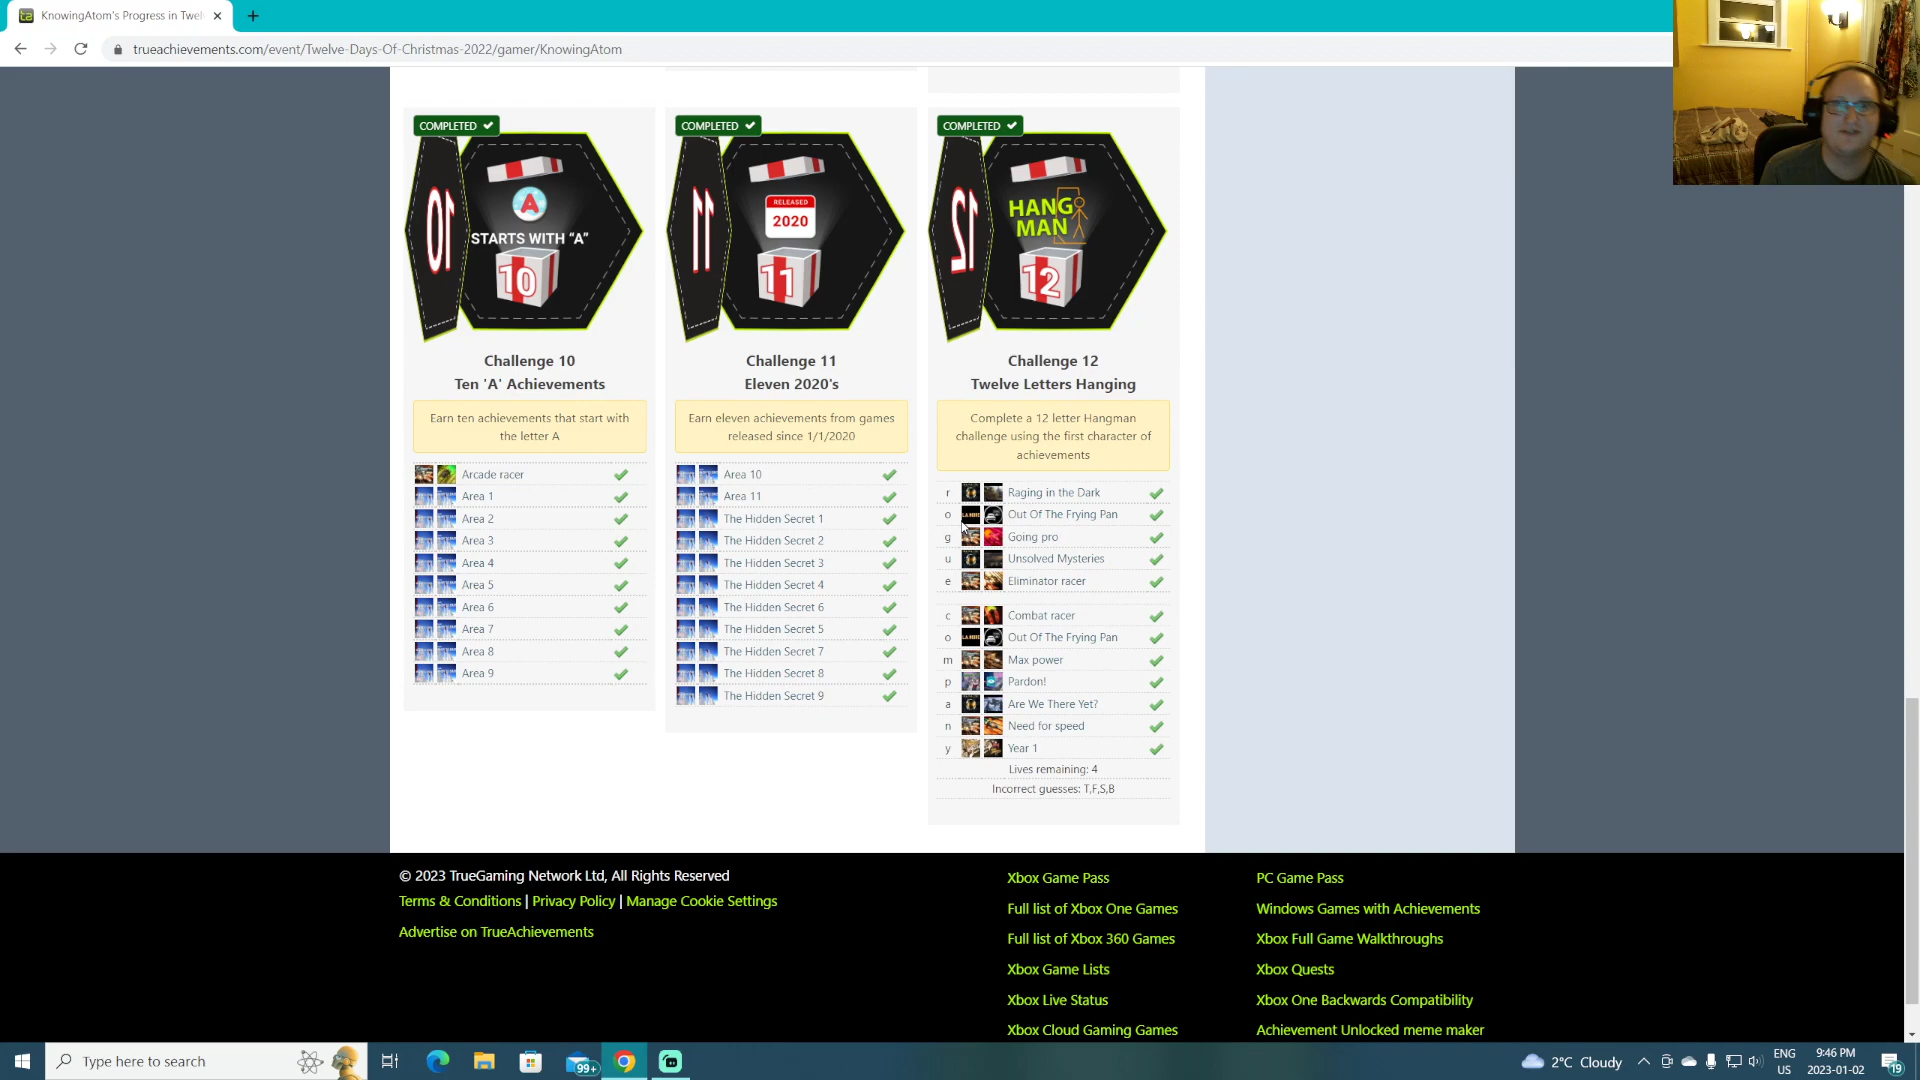 KnowingAtom's Progress in Twel
trueachievements.com/event/Twelve-Days-Of-Christmas-2022/gamer/KnowingAtom
COMPLETED
10
A
STARTS WITH “A”
10
Challenge 10
Ten 'A' Achievements
Earn ten achievements that start with
the letter A
Arcade racer
Area 1
Area 2
Area 3
Area 4
Area 5
Area 6
Area 7
Area 8
Area 9
COMPLETED
11
RELEASED
2020
11
Challenge 11
Eleven 2020's
Earn eleven achievements from games
released since 1/1/2020
Area 10
Area 11
The Hidden Secret 1
The Hidden Secret 2
The Hidden Secret 3
The Hidden Secret 4
The Hidden Secret 6
The Hidden Secret 5
The Hidden Secret 7
The Hidden Secret 8
The Hidden Secret 9
COMPLETED
12
HANG
MAN
12
Challenge 12
Twelve Letters Hanging
Complete a 12 letter Hangman
challenge using the first character of
achievements
r Raging in the Dark
o Out Of The Frying Pan
g Going pro
u Unsolved Mysteries
e Eliminator racer
c Combat racer
o Out Of The Frying Pan
m Max power
p Pardon!
a Are We There Yet?
n Need for speed
y Year 1
Lives remaining: 4
Incorrect guesses: T,F,S,B
© 2023 TrueGaming Network Ltd, All Rights Reserved
Terms & Conditions | Privacy Policy | Manage Cookie Settings
Advertise on TrueAchievements
Xbox Game Pass
Full list of Xbox One Games
Full list of Xbox 360 Games
Xbox Game Lists
Xbox Live Status
Xbox Cloud Gaming Games
PC Game Pass
Windows Games with Achievements
Xbox Full Game Walkthroughs
Xbox Quests
Xbox One Backwards Compatibility
Achievement Unlocked meme maker
Type here to search
99+
2°C Cloudy
ENG
US
9:46 PM
2023-01-02
19